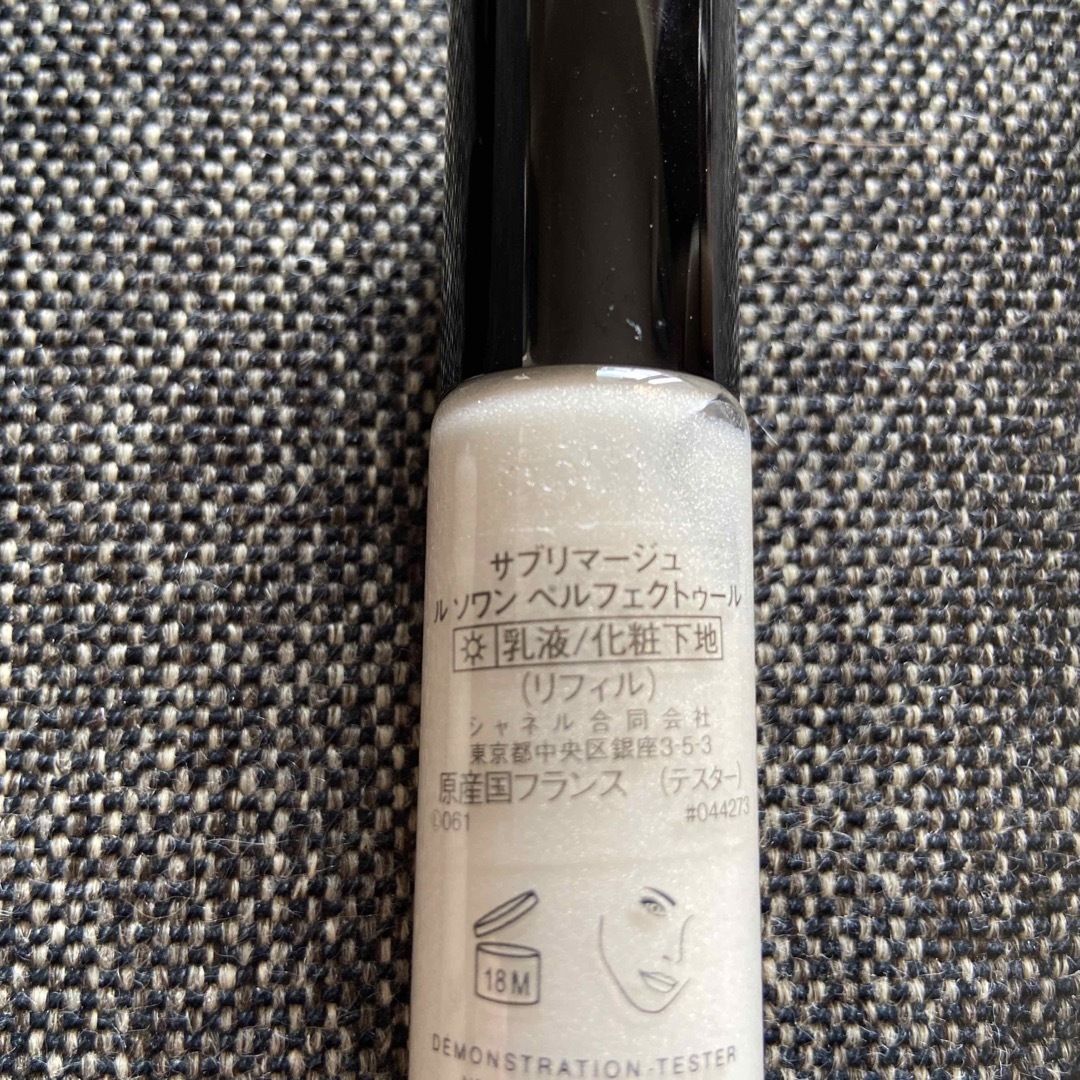 サブリマージュ
ル ソワン ペルフェクトゥール
乳液/化粧下地
(リフィル)
シャネル合同会社
東京都中央区銀座3-5-3
原産国フランス (テスター)
D061 #044273
18M
DEMONSTRATION-TESTER